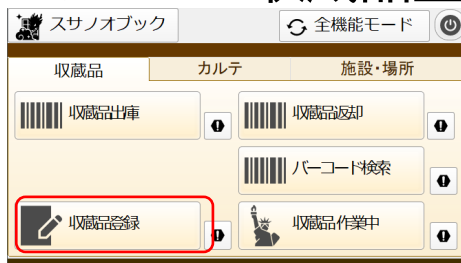 スサノオブック
全機能モード
収蔵品
カルテ
施設・場所
収蔵品出庫
収蔵品返却
バーコード検索
収蔵品登録
収蔵品作業中